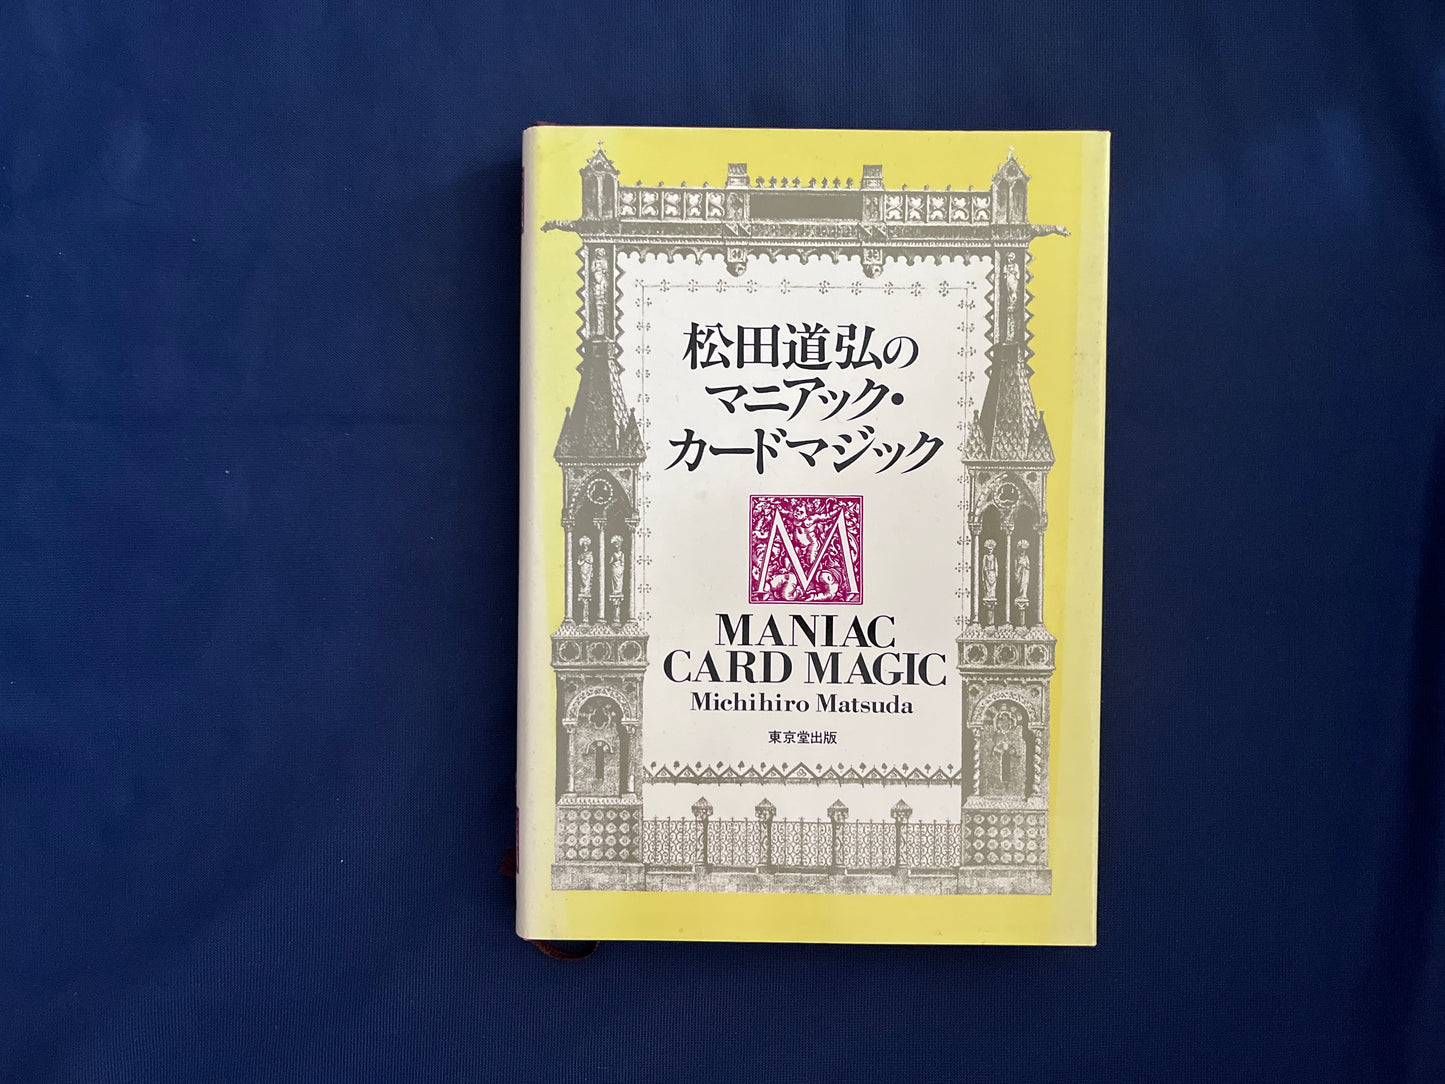 松田道弘の
マニアック・
カードマジック
M
MANIAC
CARD MAGIC
Michihiro Matsuda
東京堂出版